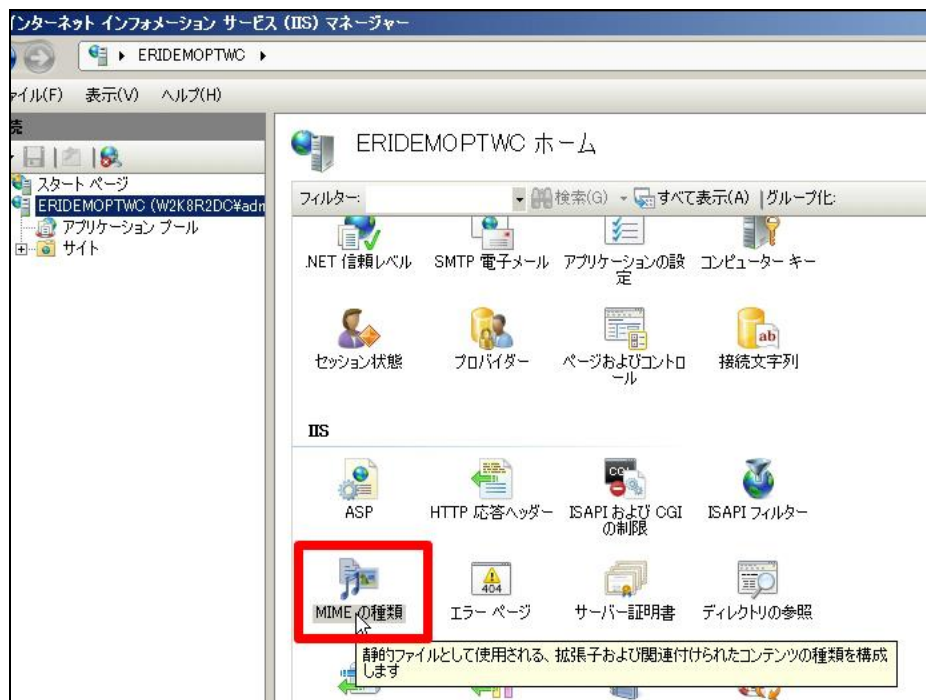 インターネット インフォメーション サービス (IIS) マネージャー
ERIDEMOPTWC
ファイル(F) 表示(V) ヘルプ(H)
続
スタート ページ
ERIDEMOPTWC (W2K8R2DC¥adm
アプリケーション プール
サイト
ERIDEMOPTWC ホーム
フィルター: 検索(G) すべて表示(A) グループ化:
.NET 信頼レベル SMTP 電子メール アプリケーションの設 コンピューター キー
定
セッション状態 プロバイダー ページおよびコントロ 接続文字列
ール
ab
IIS
CGI
ASP HTTP 応答ヘッダー ISAPI および CGI ISAPI フィルター
の制限
404
MIME の種類 エラー ページ サーバー証明書 ディレクトリの参照
静的ファイルとして使用される、拡張子および関連付けられたコンテンツの種類を構成
します